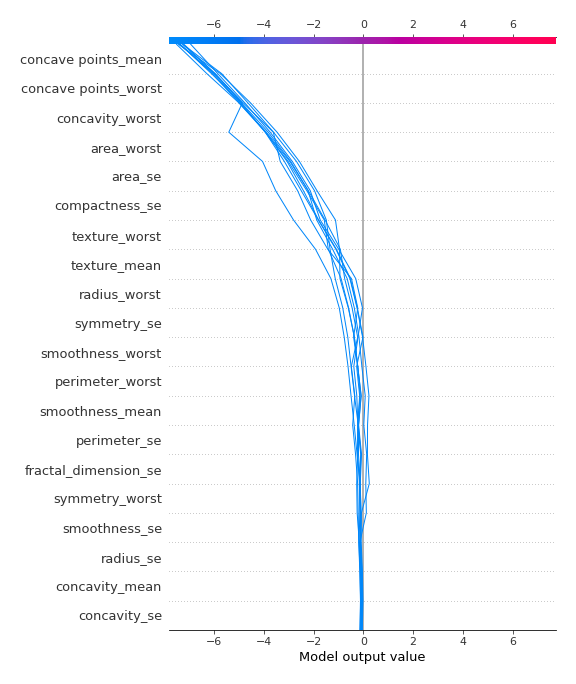 −6 −4 −2 0 2 4 6
concave points_mean
concave points_worst
concavity_worst
area_worst
area_se
compactness_se
texture_worst
texture_mean
radius_worst
symmetry_se
smoothness_worst
perimeter_worst
smoothness_mean
perimeter_se
fractal_dimension_se
symmetry_worst
smoothness_se
radius_se
concavity_mean
concavity_se
−6 −4 −2 0 2 4 6
Model output value